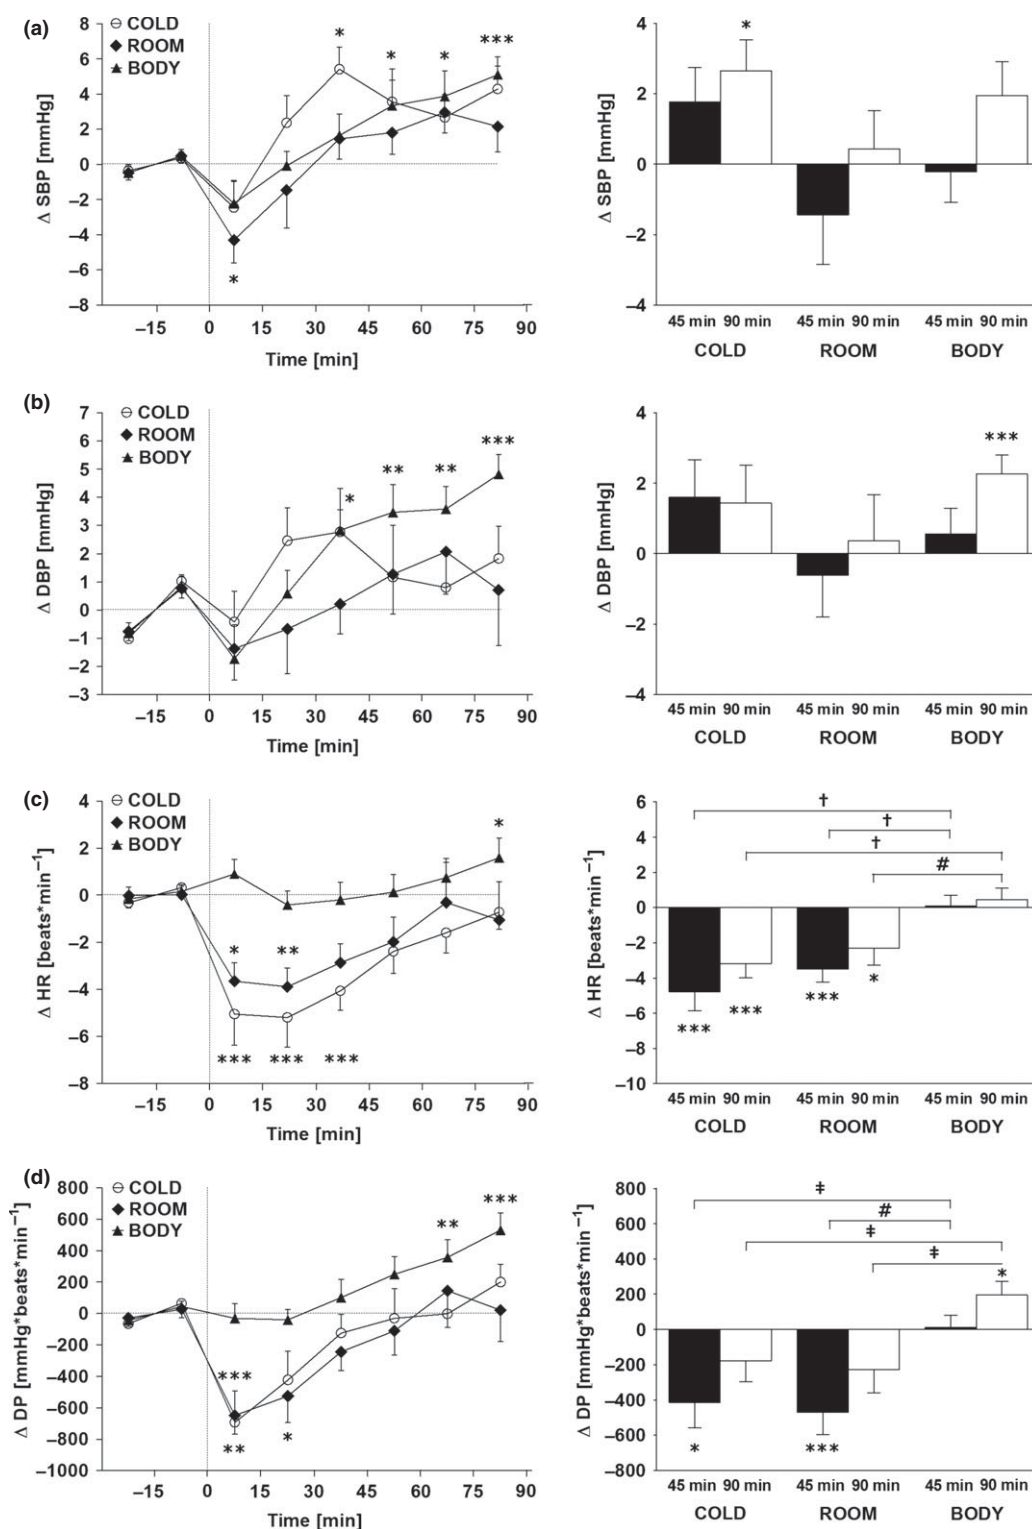 (a)
COLD
ROOM
BODY
Δ SBP [mmHg]
8
6
4
2
0
–2
–4
–6
–8
*
*
*
***
*
–15 0 15 30 45 60 75 90
Time [min]
Δ SBP [mmHg]
4
2
0
–2
–4
*
45 min 90 min 45 min 90 min 45 min 90 min
COLD ROOM BODY
(b)
COLD
ROOM
BODY
Δ DBP [mmHg]
7
6
5
4
3
2
1
0
–1
–2
–3
*
**
**
***
–15 0 15 30 45 60 75 90
Time [min]
Δ DBP [mmHg]
4
2
0
–2
–4
***
45 min 90 min 45 min 90 min 45 min 90 min
COLD ROOM BODY
(c)
COLD
ROOM
BODY
Δ HR [beats*min⁻¹]
4
2
0
–2
–4
–6
–8
*
* **
*** *** ***
–15 0 15 30 45 60 75 90
Time [min]
Δ HR [beats*min⁻¹]
6
4
2
0
–2
–4
–6
–8
–10
†
†
†
#
*** *** *** *
45 min 90 min 45 min 90 min 45 min 90 min
COLD ROOM BODY
(d)
COLD
ROOM
BODY
Δ DP [mmHg*beats*min⁻¹]
800
600
400
200
0
–200
–400
–600
–800
–1000
***
**
***
** *
–15 0 15 30 45 60 75 90
Time [min]
Δ DP [mmHg*beats*min⁻¹]
800
600
400
200
0
–200
–400
–600
–800
‡
#
‡
‡
*
* ***
45 min 90 min 45 min 90 min 45 min 90 min
COLD ROOM BODY